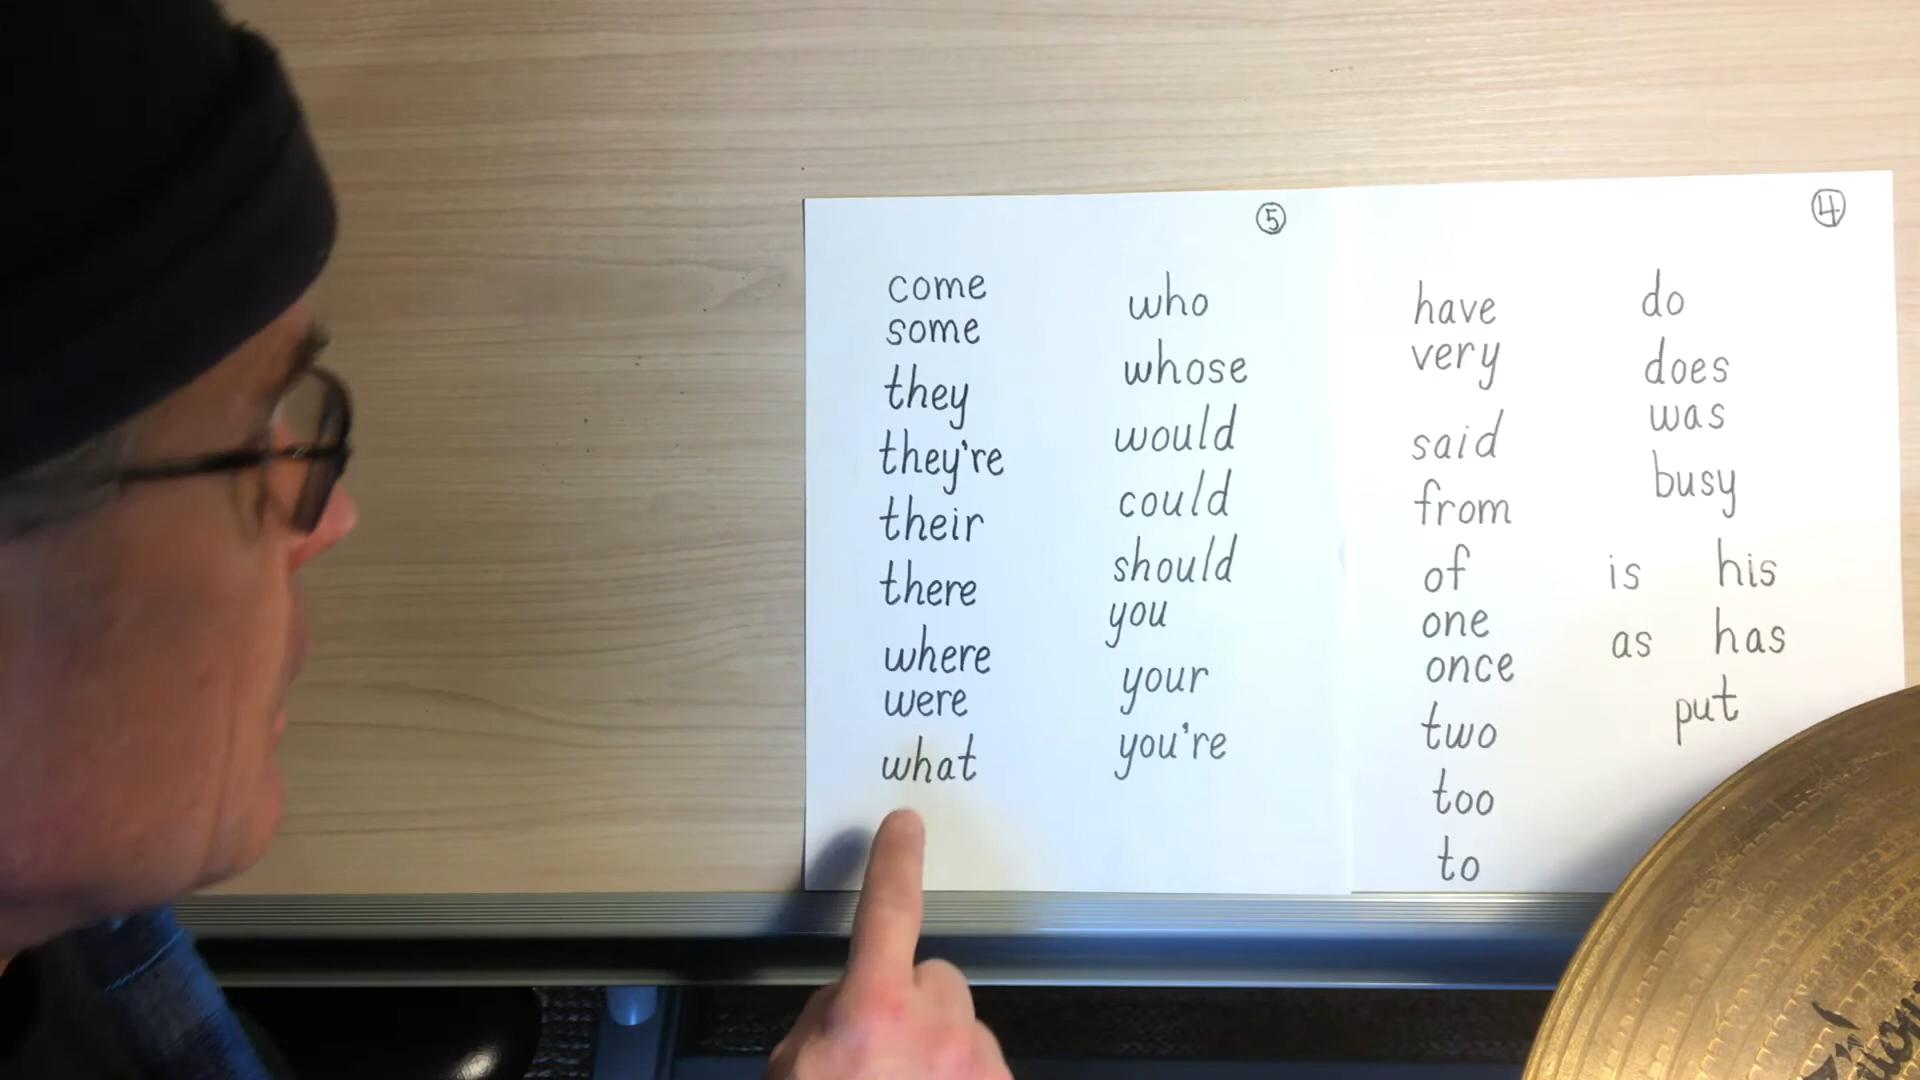 ⑤
come
some
they
they're
their
there
where
were
what
who
whose
would
could
should
you
your
you're
④
have
very
said
from
of
one
once
two
too
to
do
does
was
busy
is his
as has
put